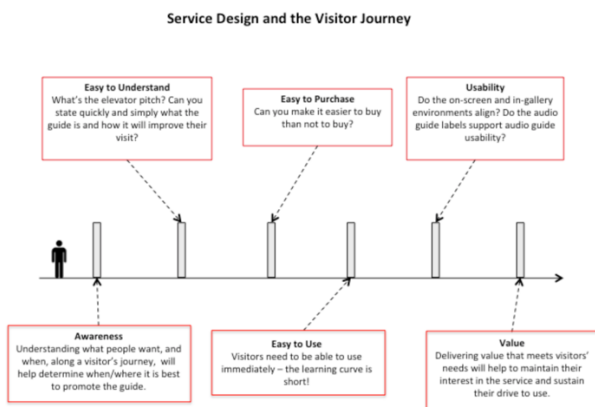 Service Design and the Visitor Journey
Easy to Understand
What's the elevator pitch? Can you
state quickly and simply what the
guide is and how it will improve their
visit?
Easy to Purchase
Can you make it easier to buy
than not to buy?
Usability
Do the on-screen and in-gallery
environments align? Do the audio
guide labels support audio guide
usability?
Awareness
Understanding what people want, and
when, along a visitor's journey, will
help determine when/where it is best
to promote the guide.
Easy to Use
Visitors need to be able to use
immediately – the learning curve is
short!
Value
Delivering value that meets visitors'
needs will help to maintain their
interest in the service and sustain
their drive to use.